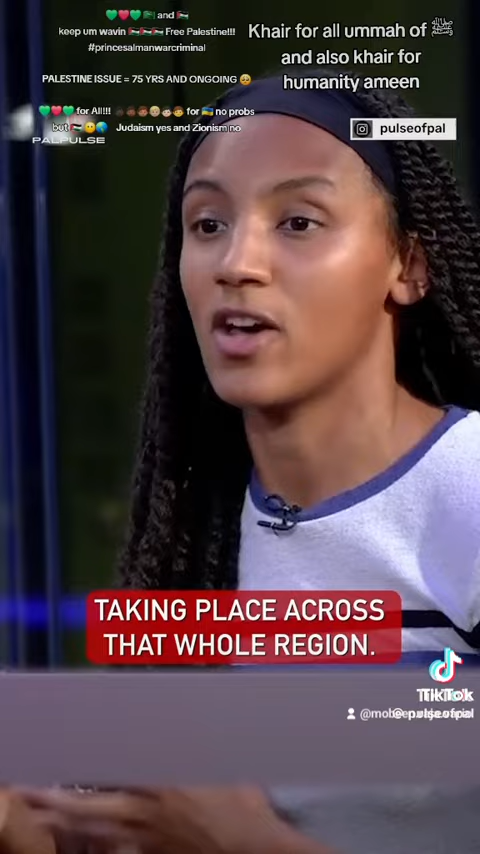 💚❤️💚🇸🇦 and 🇵🇸
keep um wavin 🇵🇸🇵🇸🇵🇸 Free Palestine!!!
#princesalmanwarcriminal
PALESTINE ISSUE = 75 YRS AND ONGOING 🥺
Khair for all ummah of ﷺ
and also khair for
humanity ameen
for All!!!
for 🇺🇦 no probs
but 🇵🇸😶🌎 Judaism yes and Zionism no
PALPULSE
pulseofpal
TAKING PLACE ACROSS
THAT WHOLE REGION.
TikTok